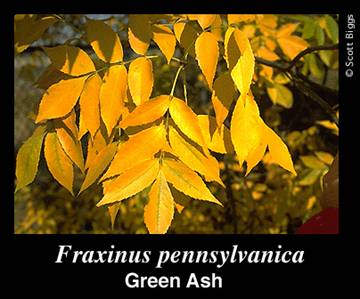 © Scott Biggs
Fraxinus pennsylvanica
Green Ash